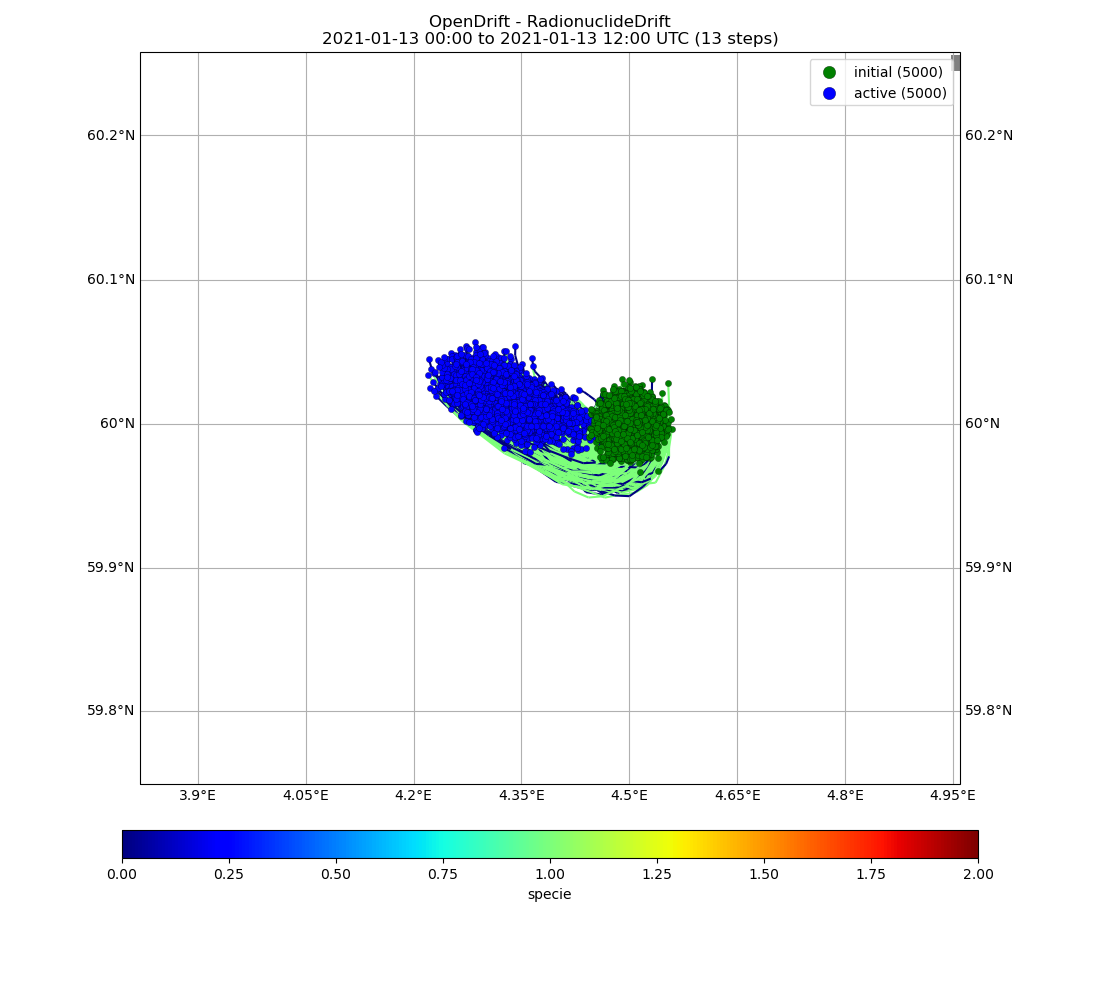 OpenDrift - RadionuclideDrift
2021-01-13 00:00 to 2021-01-13 12:00 UTC (13 steps)
initial (5000)
active (5000)
60.2°N 60.2°N
60.1°N 60.1°N
60°N 60°N
59.9°N 59.9°N
59.8°N 59.8°N
3.9°E 4.05°E 4.2°E 4.35°E 4.5°E 4.65°E 4.8°E 4.95°E
0.00 0.25 0.50 0.75 1.00 1.25 1.50 1.75 2.00
specie